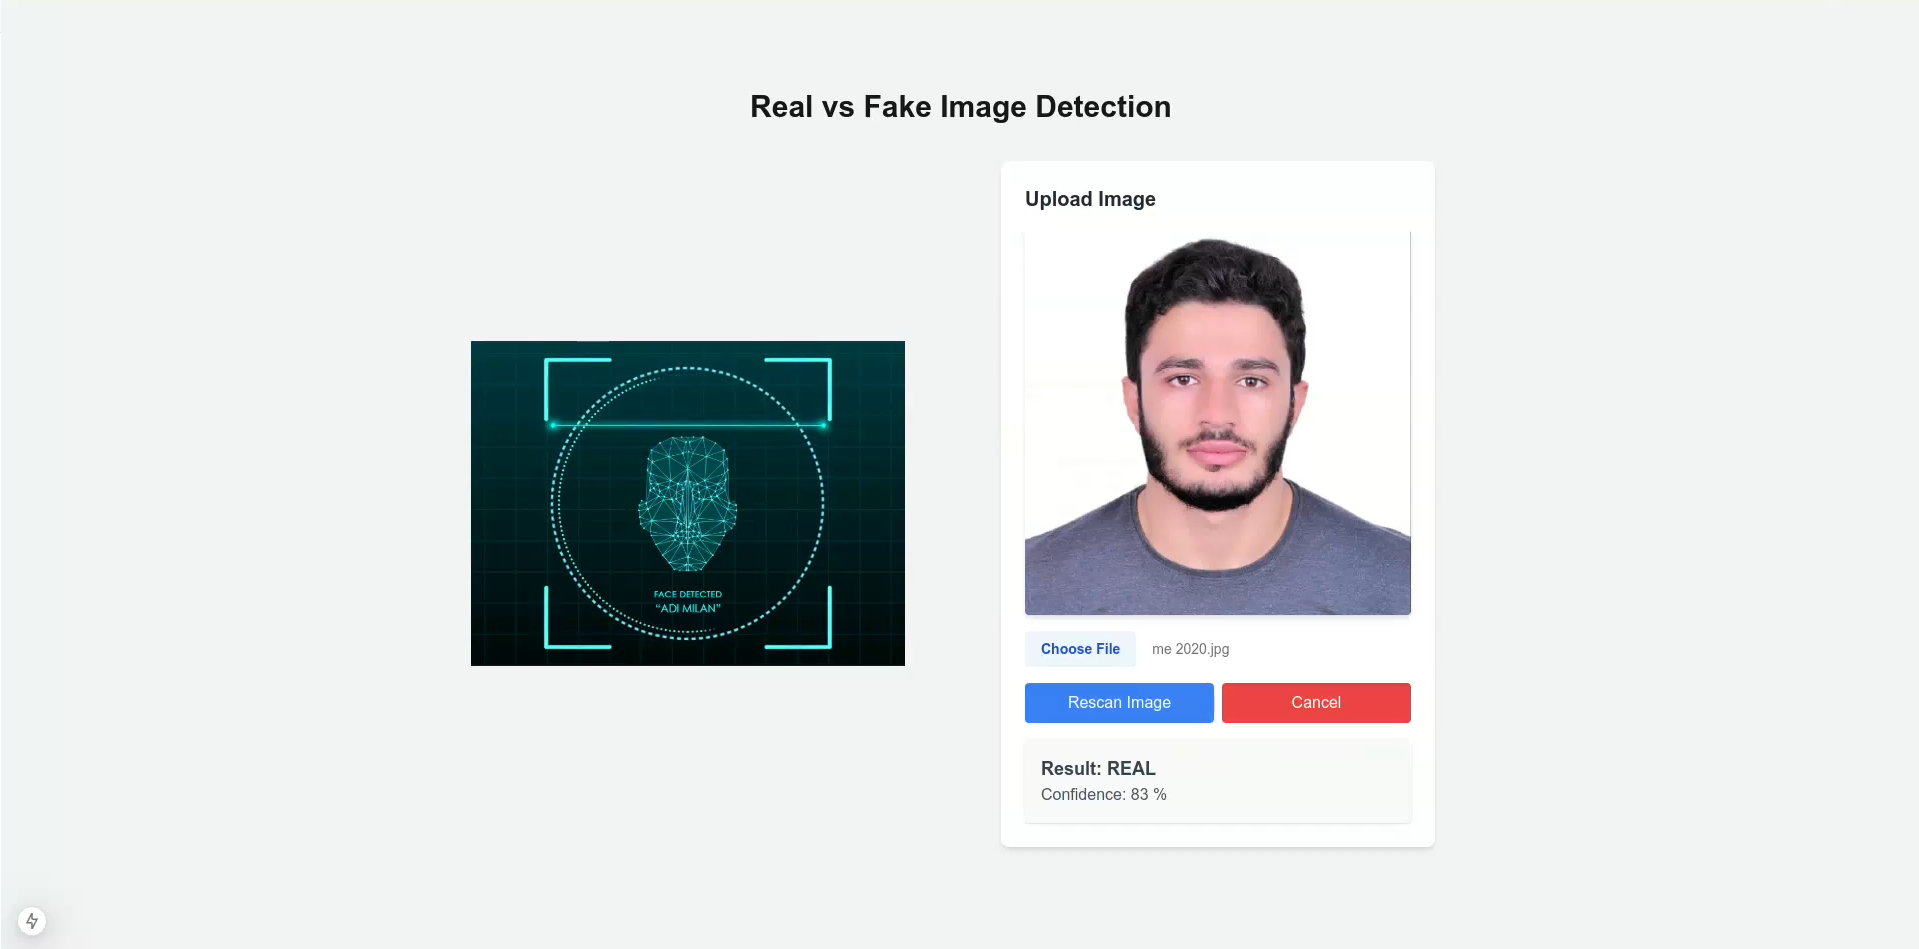 Real vs Fake Image Detection
FACE DETECTED
“ADI MILAN”
Upload Image
Choose File me 2020.jpg
Rescan Image Cancel
Result: REAL
Confidence: 83 %